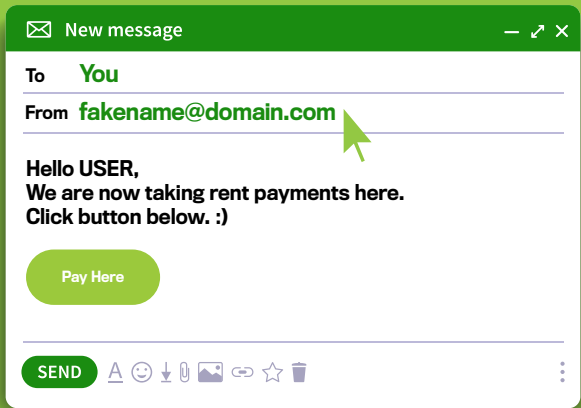 New message
To You
From fakename@domain.com
Hello USER,
We are now taking rent payments here.
Click button below. :)
Pay Here
SEND A